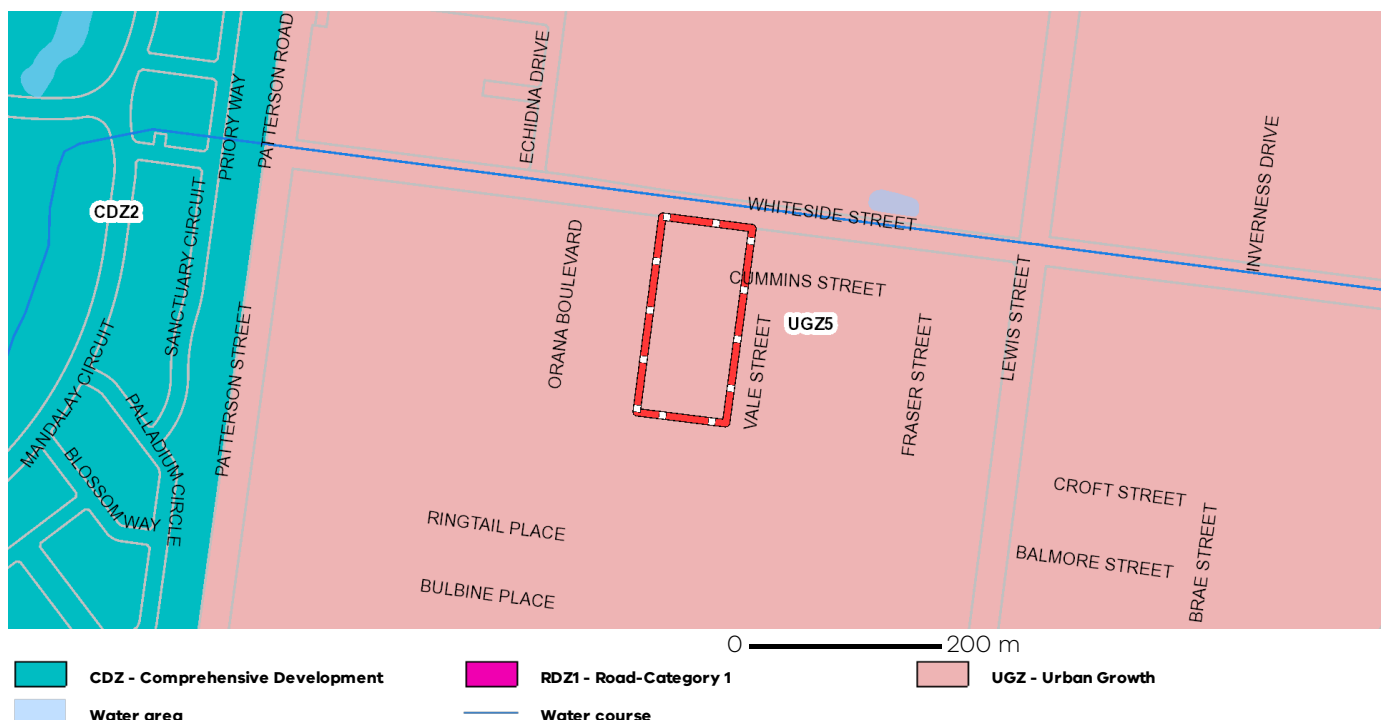 PATTERSON ROAD
ECHIDNA DRIVE
PRIORY WAY
INVERNESS DRIVE
CDZ2
SANCTUARY CIRCUIT
WHITESIDE STREET
ORANA BOULEVARD
CUMMINS STREET
UGZ5
LEWIS STREET
PATTERSON STREET
VALE STREET
FRASER STREET
MANDALAY CIRCUIT
PALLADIUM CIRCLE
BLOSSOM WAY
CROFT STREET
RINGTAIL PLACE
BALMORE STREET
BRAE STREET
BULBINE PLACE
0 200 m
CDZ - Comprehensive Development
RDZ1 - Road-Category 1
UGZ - Urban Growth
Water area
Water course